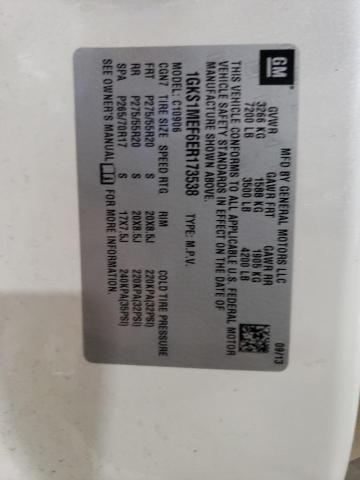 GM
MFD BY GENERAL MOTORS LLC 09/13
GVWR GAWR FRT GAWR RR
3266 KG 1588 KG 1905 KG
7200 LB 3500 LB 4200 LB
THIS VEHICLE CONFORMS TO ALL APPLICABLE U.S. FEDERAL MOTOR
VEHICLE SAFETY STANDARDS IN EFFECT ON THE DATE OF
MANUFACTURE SHOWN ABOVE.
1GKS1MEF6ER173538 TYPE: M.P.V.
MODEL: C10906
CGN7 TIRE SIZE SPEED RTG RIM COLD TIRE PRESSURE
FRT P275/55R20 S 20X8.5J 220KPA(32PSI)
RR P275/55R20 S 20X8.5J 220KPA(32PSI)
SPA P265/70R17 S 17X7.5J 240KPA(35PSI)
SEE OWNER'S MANUAL FOR MORE INFORMATION.